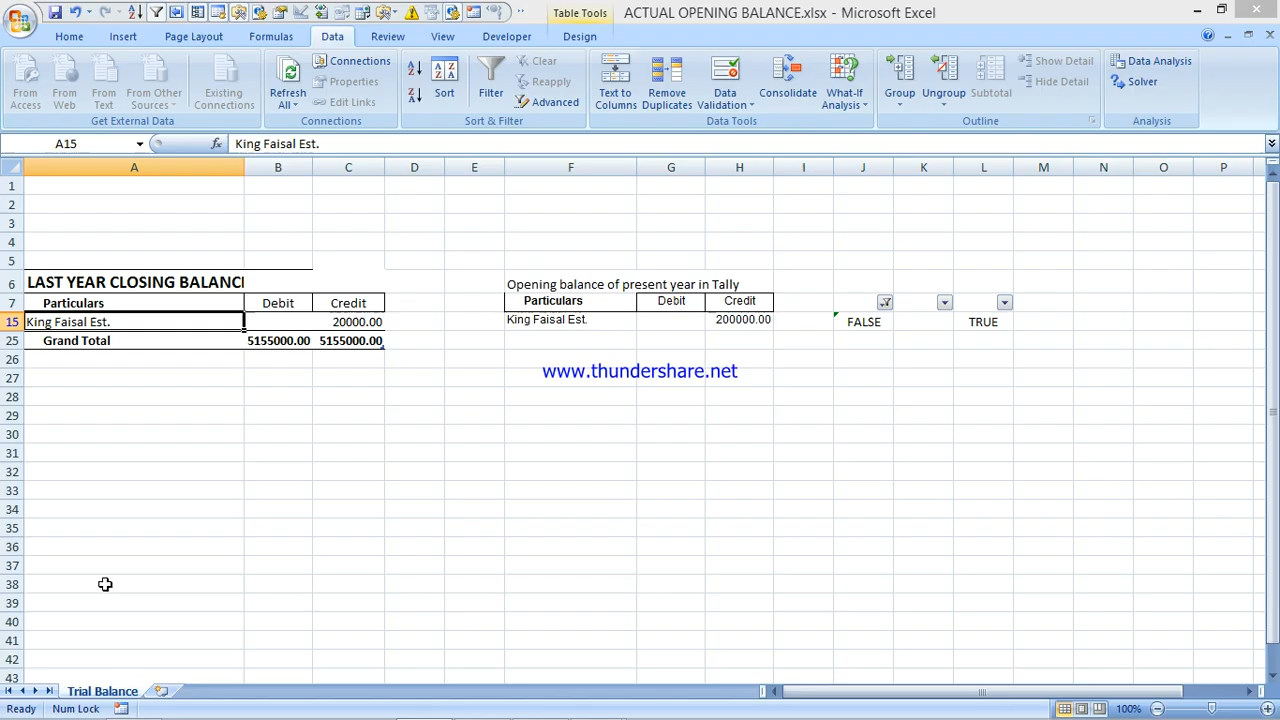 Table Tools
ACTUAL OPENING BALANCE.xlsx - Microsoft Excel
Home Insert Page Layout Formulas Data Review View Developer Design
From Access
From Web
From Text
From Other Sources
Existing Connections
Get External Data
Refresh All
Connections
Properties
Edit Links
Connections
Sort
Filter
Clear
Reapply
Advanced
Sort & Filter
Text to Columns
Remove Duplicates
Data Validation
Consolidate
What-If Analysis
Data Tools
Group
Ungroup
Subtotal
Show Detail
Hide Detail
Outline
Data Analysis
Solver
Analysis
A15 fx King Faisal Est.
A B C D E F G H I J K L M N O P
1
2
3
4
5
6 LAST YEAR CLOSING BALANC Opening balance of present year in Tally
7 Particulars Debit Credit Particulars Debit Credit
15 King Faisal Est. 20000.00 King Faisal Est. 200000.00 FALSE TRUE
25 Grand Total 5155000.00 5155000.00
26
www.thundershare.net
27
28
29
30
31
32
33
34
35
36
37
38
39
40
41
42
43
Trial Balance
Ready Num Lock 100%